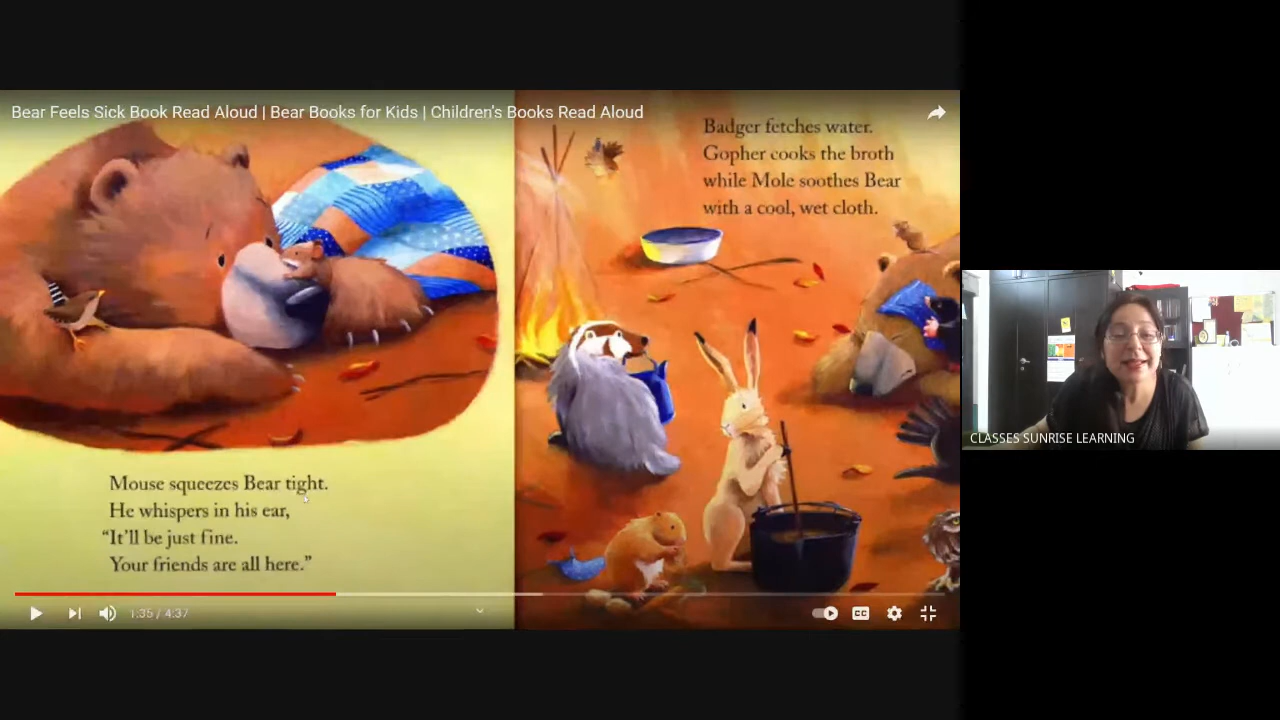 Bear Feels Sick Book Read Aloud | Bear Books for Kids | Children's Books Read Aloud
Mouse squeezes Bear tight.
He whispers in his ear,
“It’ll be just fine.
Your friends are all here.”
Badger fetches water.
Gopher cooks the broth
while Mole soothes Bear
with a cool, wet cloth.
1:35 / 4:37
CC
CLASSES SUNRISE LEARNING